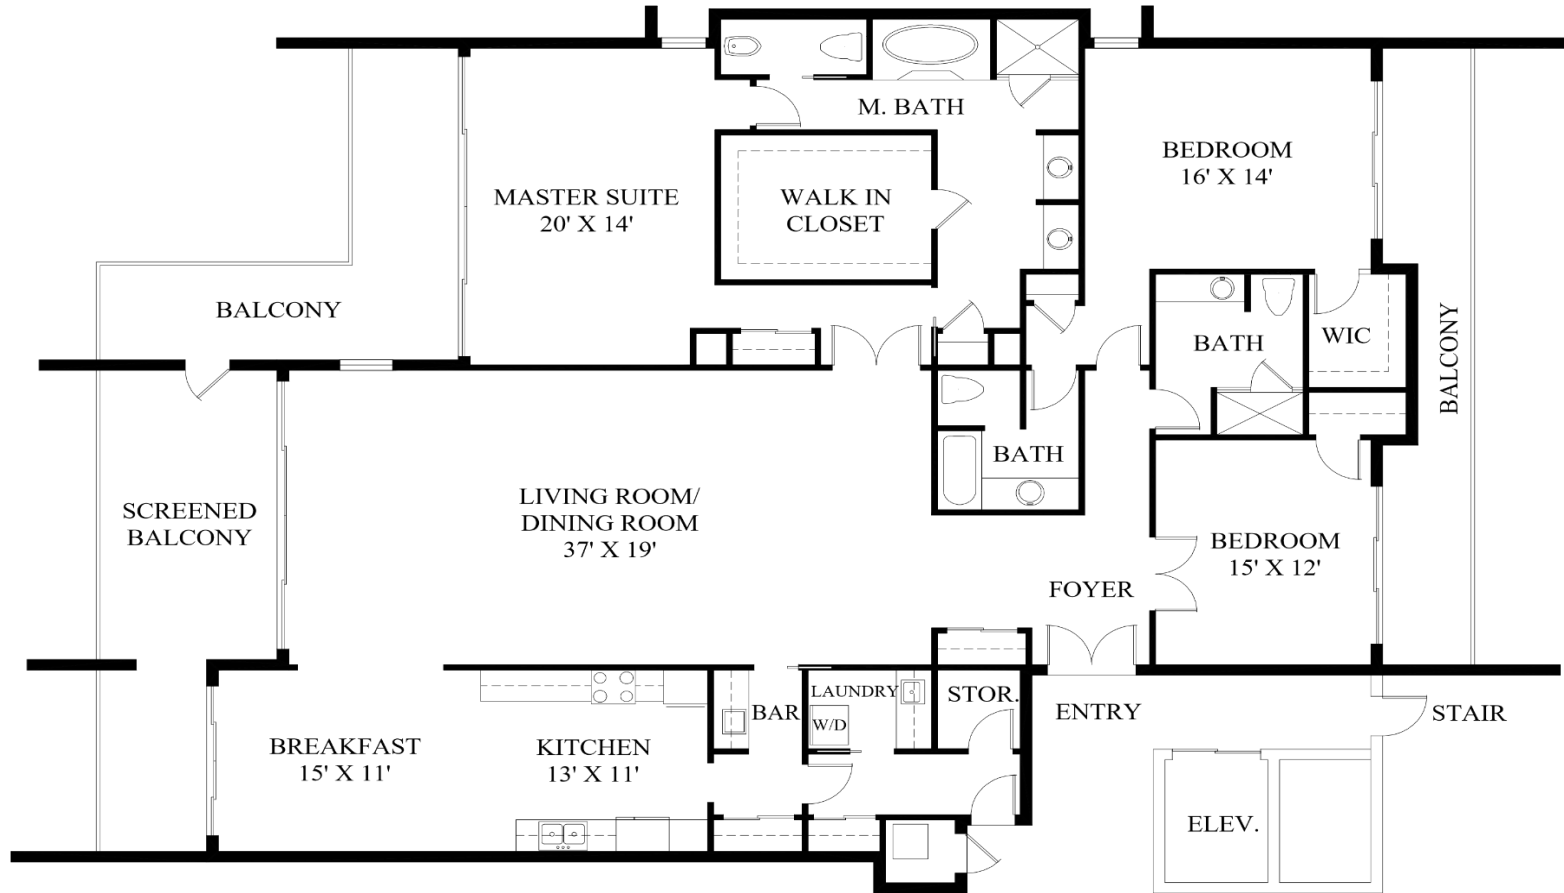 M. BATH
BEDROOM
16' X 14'
MASTER SUITE
20' X 14'
WALK IN
CLOSET
BALCONY
BATH
WIC
BALCONY
SCREENED
BALCONY
LIVING ROOM/
DINING ROOM
37' X 19'
BATH
BEDROOM
15' X 12'
FOYER
LAUNDRY
W/D
STOR.
BAR
ENTRY
STAIR
BREAKFAST
15' X 11'
KITCHEN
13' X 11'
ELEV.